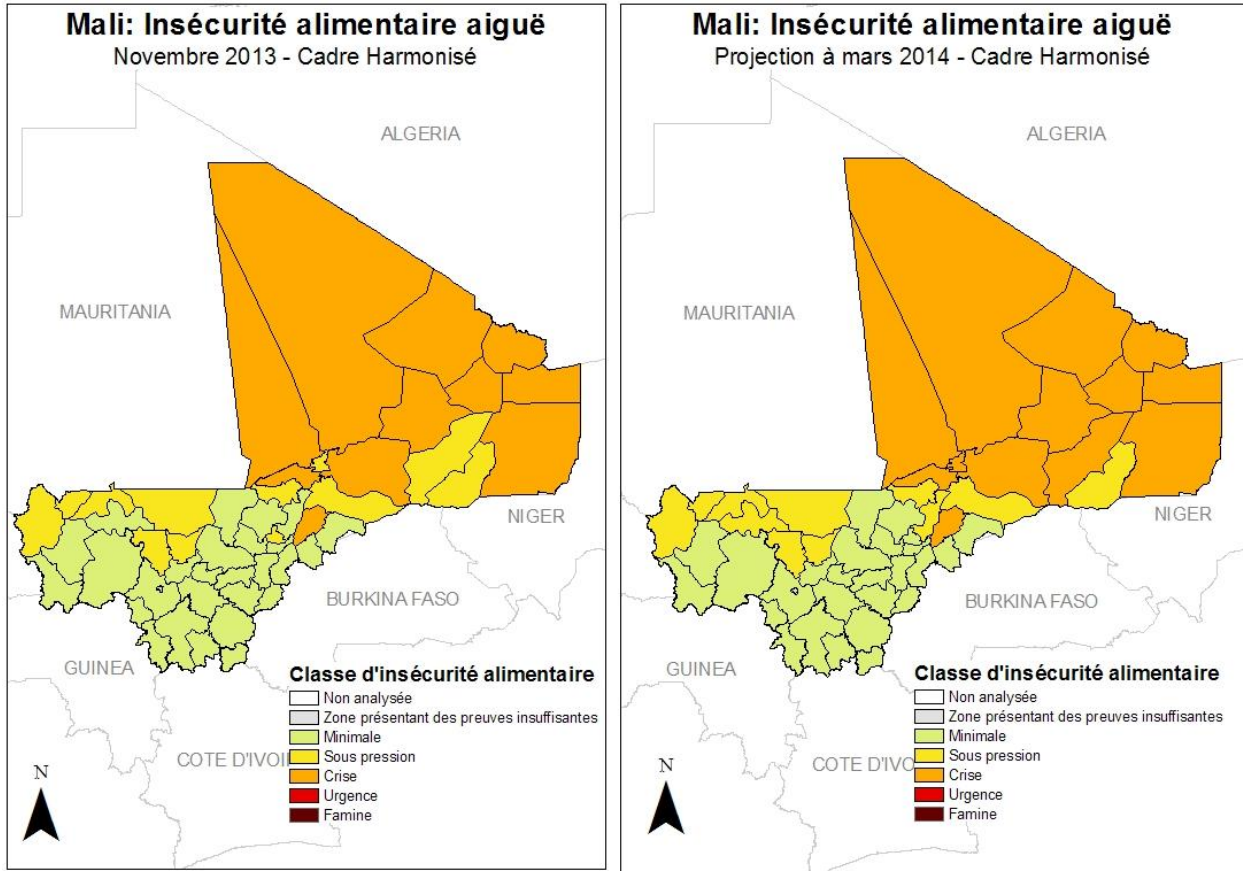 Mali: Insécurité alimentaire aiguë
Novembre 2013 - Cadre Harmonisé
ALGERIA
MAURITANIA
NIGER
BURKINA FASO
GUINEA
COTE D'IVOI
Classe d'insécurité alimentaire
Non analysée
Zone présentant des preuves insuffisantes
Minimale
Sous pression
Crise
Urgence
Famine
N
Mali: Insécurité alimentaire aiguë
Projection à mars 2014 - Cadre Harmonisé
ALGERIA
MAURITANIA
NIGER
BURKINA FASO
GUINEA
COTE D'IVO
Classe d'insécurité alimentaire
Non analysée
Zone présentant des preuves insuffisantes
Minimale
Sous pression
Crise
Urgence
Famine
N